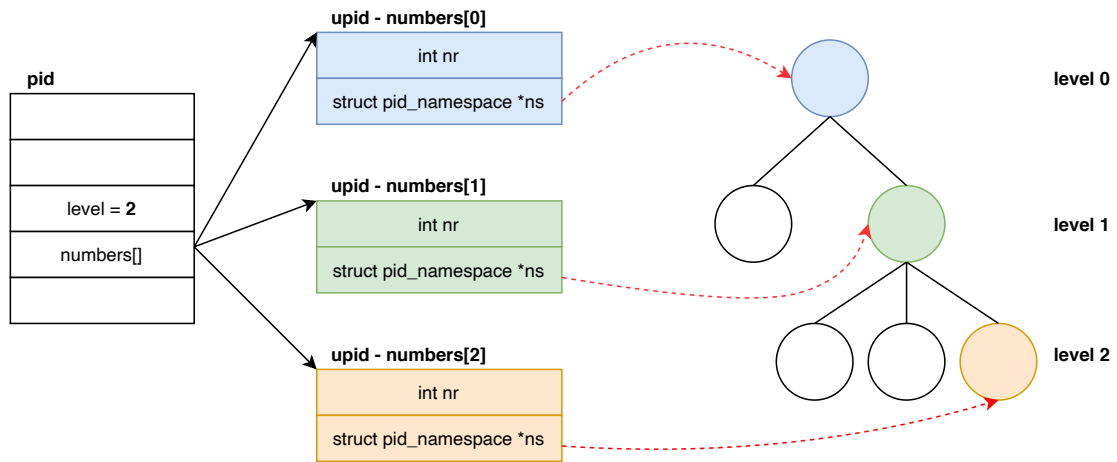 pid
level = 2
numbers[]
upid - numbers[0]
int nr
struct pid_namespace *ns
upid - numbers[1]
int nr
struct pid_namespace *ns
upid - numbers[2]
int nr
struct pid_namespace *ns
level 0
level 1
level 2